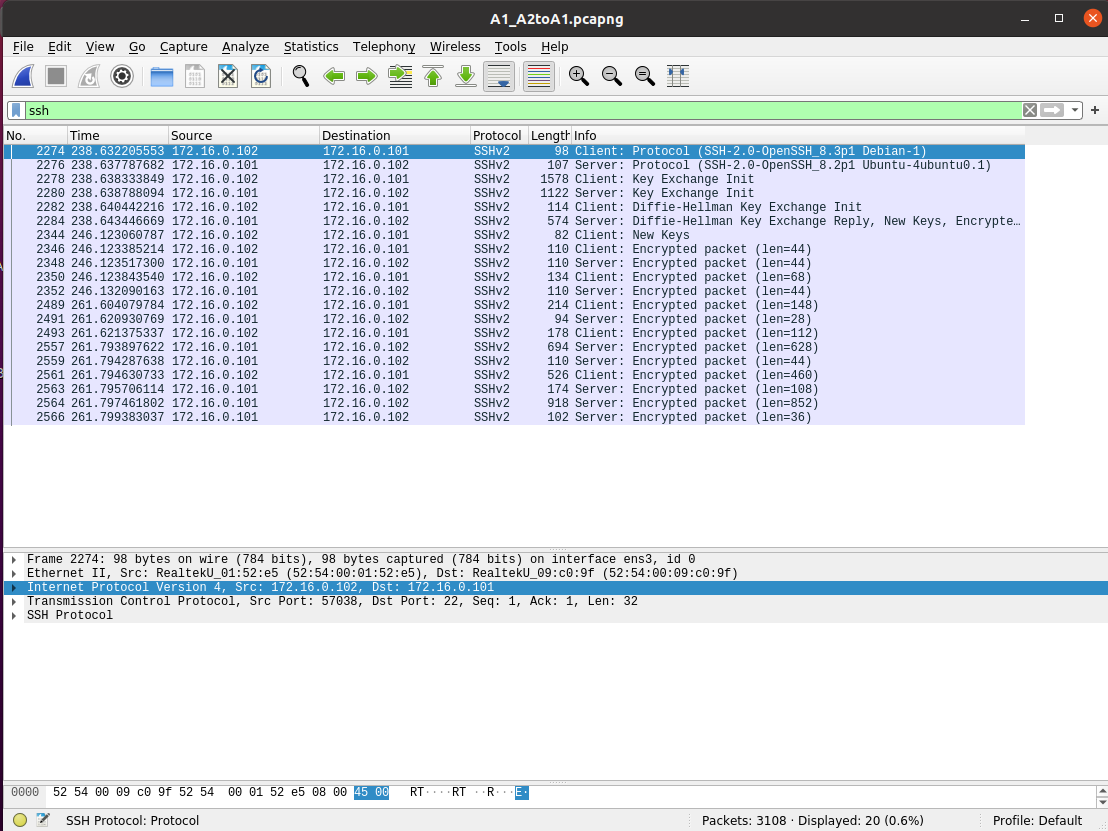 A1_A2toA1.pcapng
File Edit View Go Capture Analyze Statistics Telephony Wireless Tools Help
ssh
No. Time Source Destination Protocol Length Info
2274 238.632205553 172.16.0.102 172.16.0.101 SSHv2 98 Client: Protocol (SSH-2.0-OpenSSH_8.3p1 Debian-1)
2276 238.637787682 172.16.0.101 172.16.0.102 SSHv2 107 Server: Protocol (SSH-2.0-OpenSSH_8.2p1 Ubuntu-4ubuntu0.1)
2278 238.638333849 172.16.0.102 172.16.0.101 SSHv2 1578 Client: Key Exchange Init
2280 238.638788094 172.16.0.101 172.16.0.102 SSHv2 1122 Server: Key Exchange Init
2282 238.640442216 172.16.0.102 172.16.0.101 SSHv2 114 Client: Diffie-Hellman Key Exchange Init
2284 238.643446669 172.16.0.101 172.16.0.102 SSHv2 574 Server: Diffie-Hellman Key Exchange Reply, New Keys, Encrypte…
2344 246.123060787 172.16.0.102 172.16.0.101 SSHv2 82 Client: New Keys
2346 246.123385214 172.16.0.102 172.16.0.101 SSHv2 110 Client: Encrypted packet (len=44)
2348 246.123517300 172.16.0.101 172.16.0.102 SSHv2 110 Server: Encrypted packet (len=44)
2350 246.123843540 172.16.0.102 172.16.0.101 SSHv2 134 Client: Encrypted packet (len=68)
2352 246.132090163 172.16.0.101 172.16.0.102 SSHv2 110 Server: Encrypted packet (len=44)
2489 261.604079784 172.16.0.102 172.16.0.101 SSHv2 214 Client: Encrypted packet (len=148)
2491 261.620930769 172.16.0.101 172.16.0.102 SSHv2 94 Server: Encrypted packet (len=28)
2493 261.621375337 172.16.0.102 172.16.0.101 SSHv2 178 Client: Encrypted packet (len=112)
2557 261.793897622 172.16.0.101 172.16.0.102 SSHv2 694 Server: Encrypted packet (len=628)
2559 261.794287638 172.16.0.101 172.16.0.102 SSHv2 110 Server: Encrypted packet (len=44)
2561 261.794630733 172.16.0.102 172.16.0.101 SSHv2 526 Client: Encrypted packet (len=460)
2563 261.795706114 172.16.0.101 172.16.0.102 SSHv2 174 Server: Encrypted packet (len=108)
2564 261.797461802 172.16.0.101 172.16.0.102 SSHv2 918 Server: Encrypted packet (len=852)
2566 261.799383037 172.16.0.101 172.16.0.102 SSHv2 102 Server: Encrypted packet (len=36)
Frame 2274: 98 bytes on wire (784 bits), 98 bytes captured (784 bits) on interface ens3, id 0
Ethernet II, Src: RealtekU_01:52:e5 (52:54:00:01:52:e5), Dst: RealtekU_09:c0:9f (52:54:00:09:c0:9f)
Internet Protocol Version 4, Src: 172.16.0.102, Dst: 172.16.0.101
Transmission Control Protocol, Src Port: 57038, Dst Port: 22, Seq: 1, Ack: 1, Len: 32
SSH Protocol
0000 52 54 00 09 c0 9f 52 54 00 01 52 e5 08 00 45 00 RT····RT ··R···E·
SSH Protocol: Protocol Packets: 3108 · Displayed: 20 (0.6%) Profile: Default